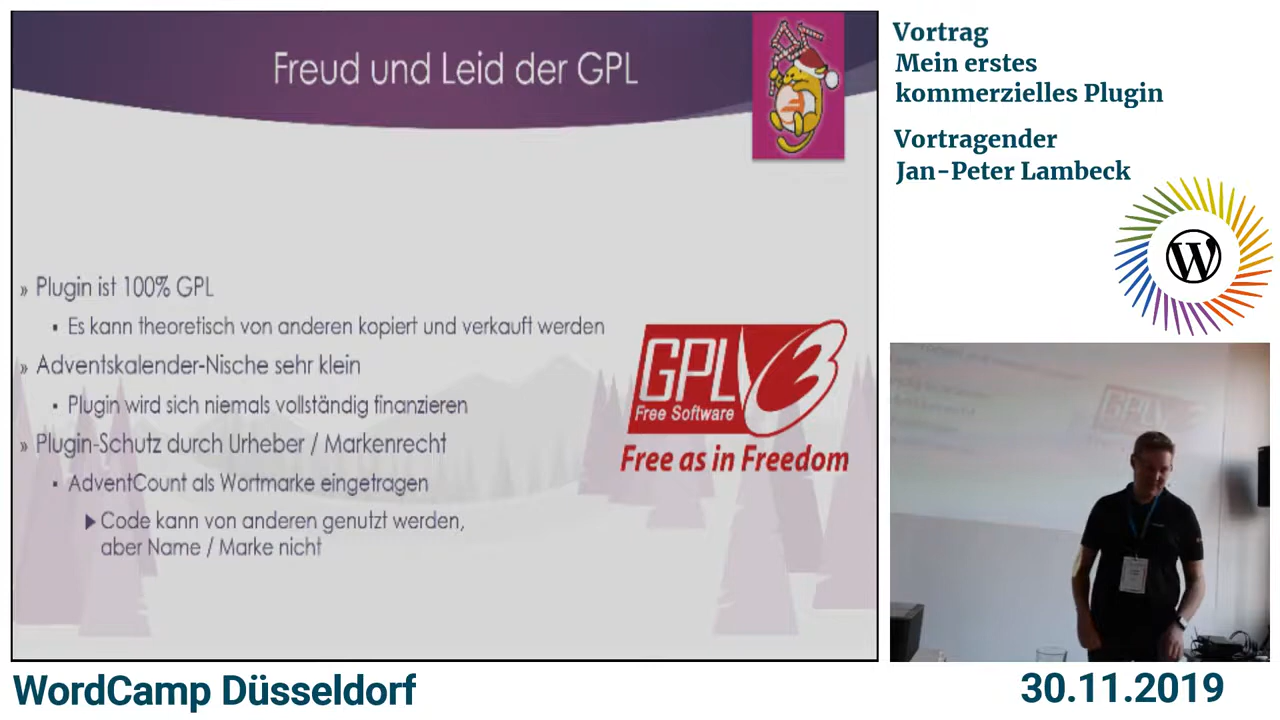 Freud und Leid der GPL
» Plugin ist 100% GPL
▪ Es kann theoretisch von anderen kopiert und verkauft werden
» Adventskalender-Nische sehr klein
▪ Plugin wird sich niemals vollständig finanzieren
» Plugin-Schutz durch Urheber / Markenrecht
▪ AdventCount als Wortmarke eingetragen
Code kann von anderen genutzt werden,
aber Name / Marke nicht
GPLv3
Free Software
Free as in Freedom
Vortrag
Mein erstes
kommerzielles Plugin
Vortragender
Jan-Peter Lambeck
W
WordCamp Düsseldorf
30.11.2019